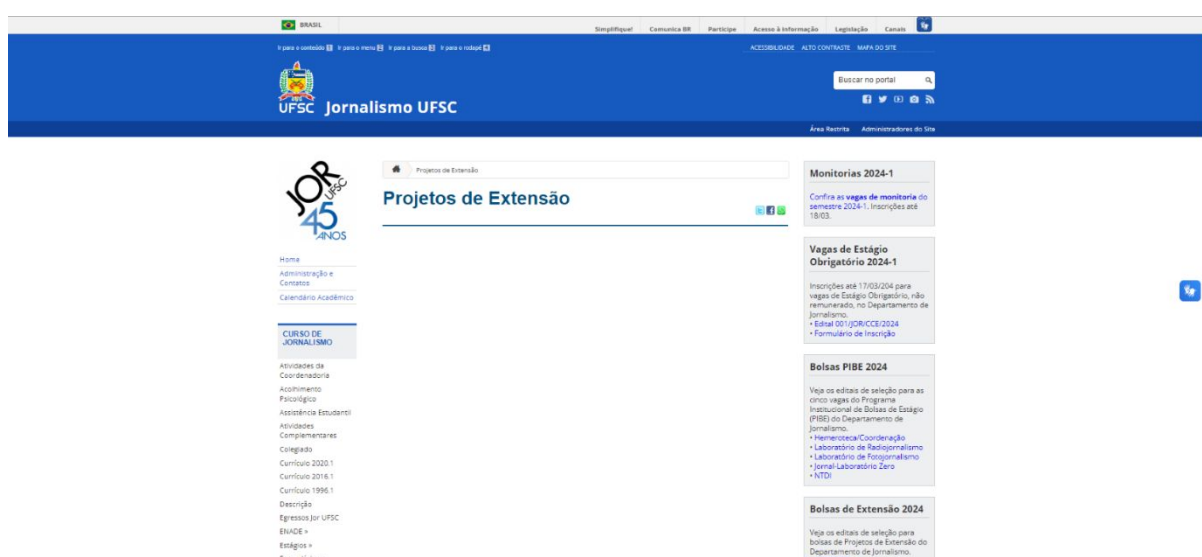 BRASIL
Simplifique! Comunica BR Participe Acesso à informação Legislação Canais
Ir para o conteúdo 1 Ir para o menu 2 Ir para a busca 3 Ir para o rodapé 4
ACESSIBILIDADE ALTO CONTRASTE MAPA DO SITE
Buscar no portal
UFSC Jornalismo UFSC
Área Restrita Administradores do Site
JOR UFSC
45
ANOS
Home
Administração e
Contatos
Calendário Acadêmico
CURSO DE
JORNALISMO
Atividades da
Coordenadoria
Acolhimento
Psicológico
Assistência Estudantil
Atividades
Complementares
Colegiado
Currículo 2020.1
Currículo 2016.1
Currículo 1996.1
Descrição
Egressos Jor UFSC
ENADE »
Estágios »
Projetos de Extensão
Projetos de Extensão
Monitorias 2024-1
Confira as vagas de monitoria do
semestre 2024-1. Inscrições até
18/03.
Vagas de Estágio
Obrigatório 2024-1
Inscrições até 17/03/204 para
vagas de Estágio Obrigatório, não
remunerado, no Departamento de
Jornalismo.
• Edital 001/JOR/CCE/2024
• Formulário de Inscrição
Bolsas PIBE 2024
Veja os editais de seleção para as
cinco vagas do Programa
Institucional de Bolsas de Estágio
(PIBE) do Departamento de
Jornalismo.
• Hemeroteca/Coordenação
• Laboratório de Radiojornalismo
• Laboratório de Fotojornalismo
• Jornal-Laboratório Zero
• NTDI
Bolsas de Extensão 2024
Veja os editais de seleção para
bolsas de Projetos de Extensão do
Departamento de Jornalismo.